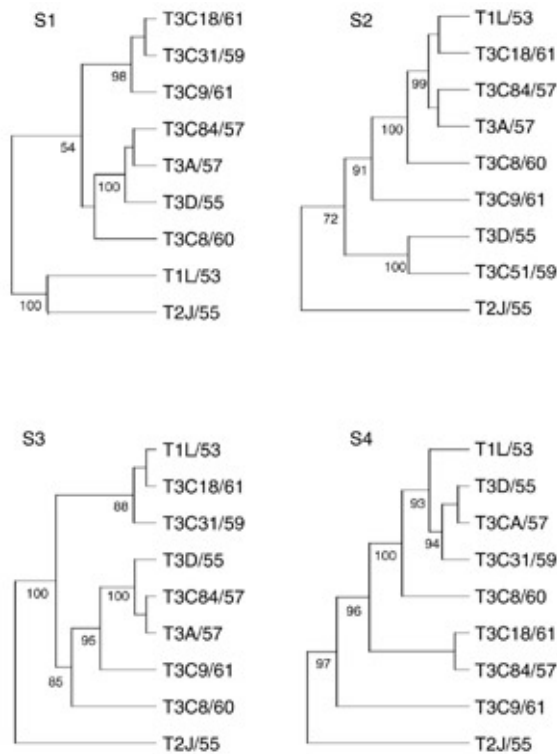 S1
T3C18/61
T3C31/59
98
T3C9/61
T3C84/57
54
T3A/57
100
T3D/55
T3C8/60
T1L/53
100
T2J/55
S2
T1L/53
T3C18/61
99
T3C84/57
100
T3A/57
T3C8/60
91
T3C9/61
72
T3D/55
100
T3C51/59
T2J/55
S3
T1L/53
T3C18/61
88
T3C31/59
T3D/55
100
100
T3C84/57
95
T3A/57
T3C9/61
85
T3C8/60
T2J/55
S4
T1L/53
93
T3D/55
T3CA/57
94
100
T3C31/59
T3C8/60
96
T3C18/61
97
T3C84/57
T3C9/61
T2J/55